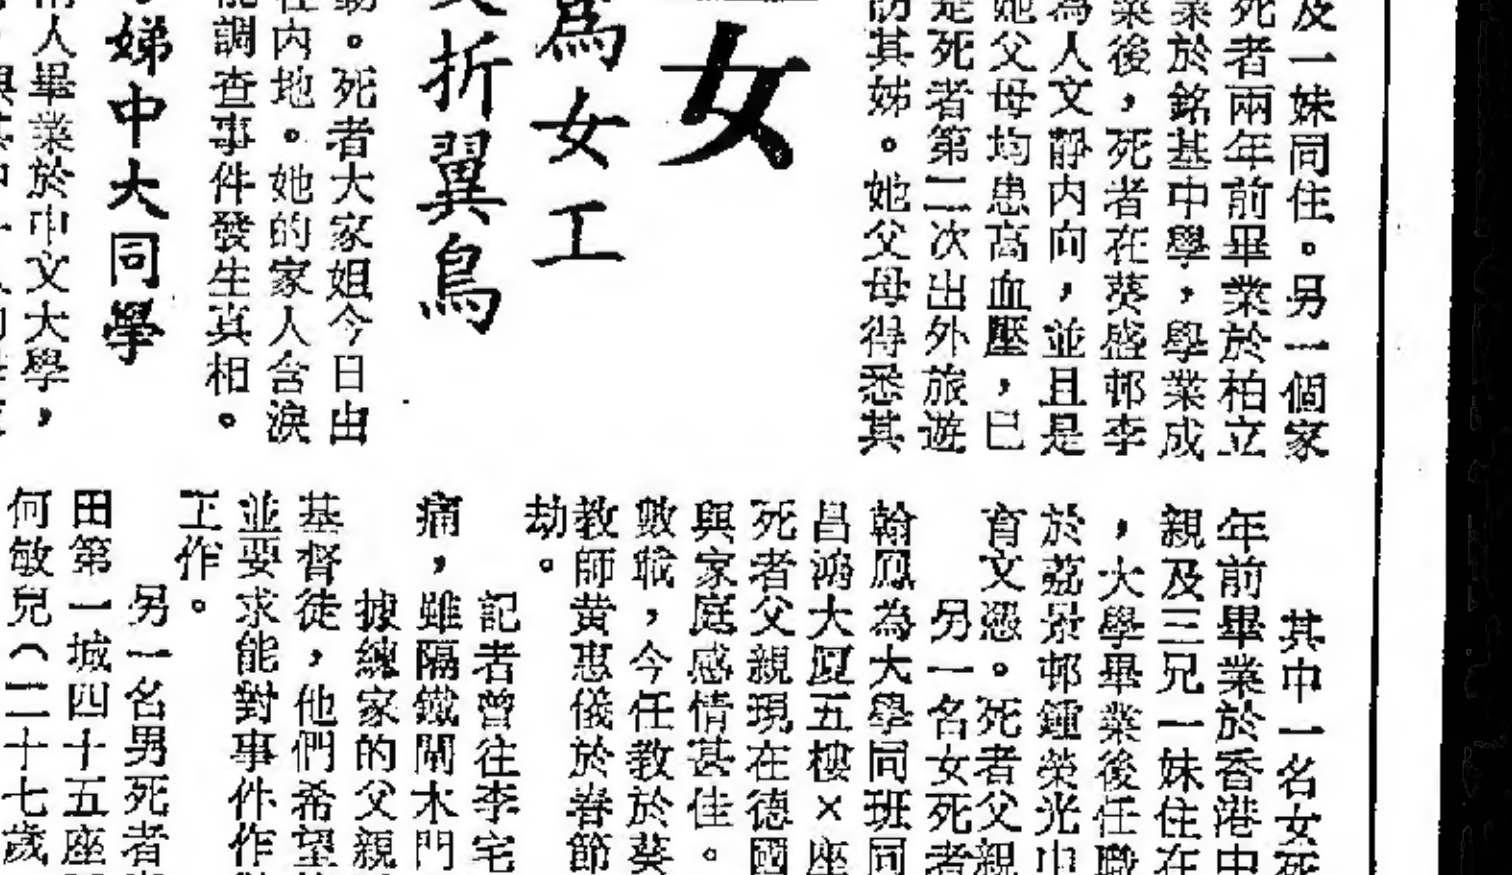 及一妹同住。另一個家
死者兩年前畢業於柏立
業於銘基中學，學業成
業後，死者在葵盛邨李
為人文靜內向，並且是
她父母均患高血壓，已
是死者第二次出外旅遊
訪其姊。她父母得悉其
女
爲女工
折翼鳥
動。死者大家姐今日由
在內地。她的家人含淚
能調查事件發生真相。
娣中大同學
人畢業於中文大學，
其中一名女死
年前畢業於香港中
親及三兄一妹住在
，大學畢業後任職
於荔景邨鍾榮光中
育文憑。死者父親
另一名女死者
翰鳳為大學同班同
昌鴻大厦五樓×座
死者父親現在德國
與家庭感情甚佳。
數載，今任教於葵
教師黄惠儀於春節
劫。
記者曾往李宅
痛，雖隔鐵閘木門
據練家的父親
基督徒，他們希望
並要求能對事件作
工作。
另一名男死者
田第一城四十五座
何敏兒（二十七歲